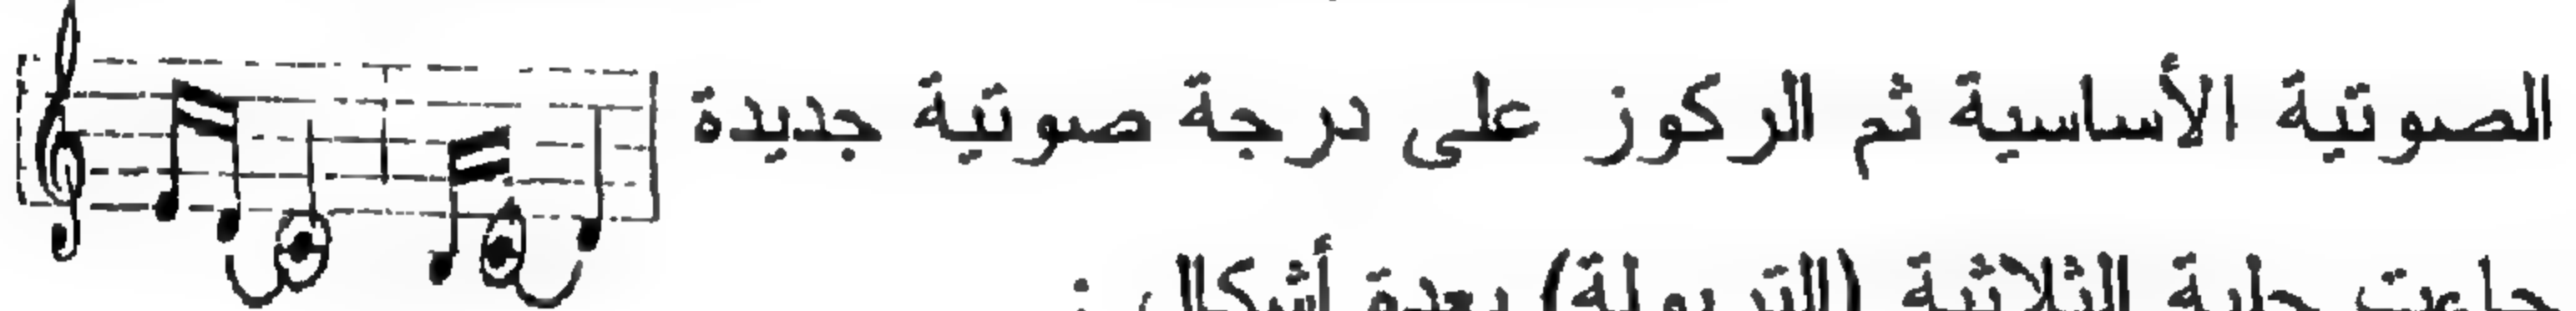 الصوتية الأساسية ثم الركوز على درجة صوتية جديدة
جاءت حلية الثلاثية (التريولة) بعدة أشكال :